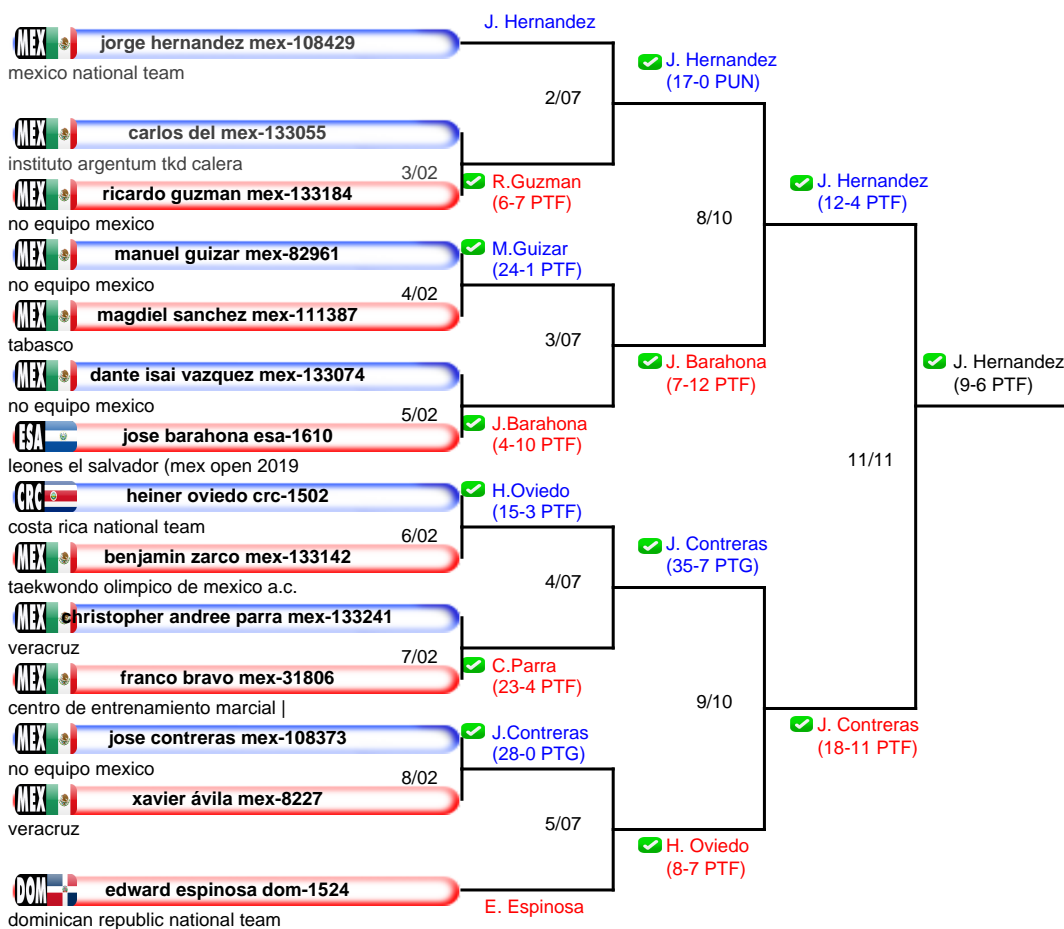 J. Hernandez
MEX jorge hernandez mex-108429
mexico national team
J. Hernandez
(17-0 PUN)
2/07
MEX carlos del mex-133055
instituto argentum tkd calera
3/02
R.Guzman
(6-7 PTF)
MEX ricardo guzman mex-133184
no equipo mexico
J. Hernandez
(12-4 PTF)
8/10
MEX manuel guizar mex-82961
no equipo mexico
M.Guizar
(24-1 PTF)
4/02
MEX magdiel sanchez mex-111387
tabasco
3/07
MEX dante isai vazquez mex-133074
no equipo mexico
J. Barahona
(7-12 PTF)
J. Hernandez
(9-6 PTF)
5/02
J.Barahona
(4-10 PTF)
ESA jose barahona esa-1610
leones el salvador (mex open 2019
11/11
CRC heiner oviedo crc-1502
costa rica national team
H.Oviedo
(15-3 PTF)
6/02
MEX benjamin zarco mex-133142
taekwondo olimpico de mexico a.c.
J. Contreras
(35-7 PTG)
4/07
MEX christopher andree parra mex-133241
veracruz
7/02
C.Parra
(23-4 PTF)
MEX franco bravo mex-31806
centro de entrenamiento marcial |
9/10
J. Contreras
(18-11 PTF)
MEX jose contreras mex-108373
no equipo mexico
J.Contreras
(28-0 PTG)
8/02
MEX xavier ávila mex-8227
veracruz
5/07
H. Oviedo
(8-7 PTF)
DOM edward espinosa dom-1524
dominican republic national team
E. Espinosa